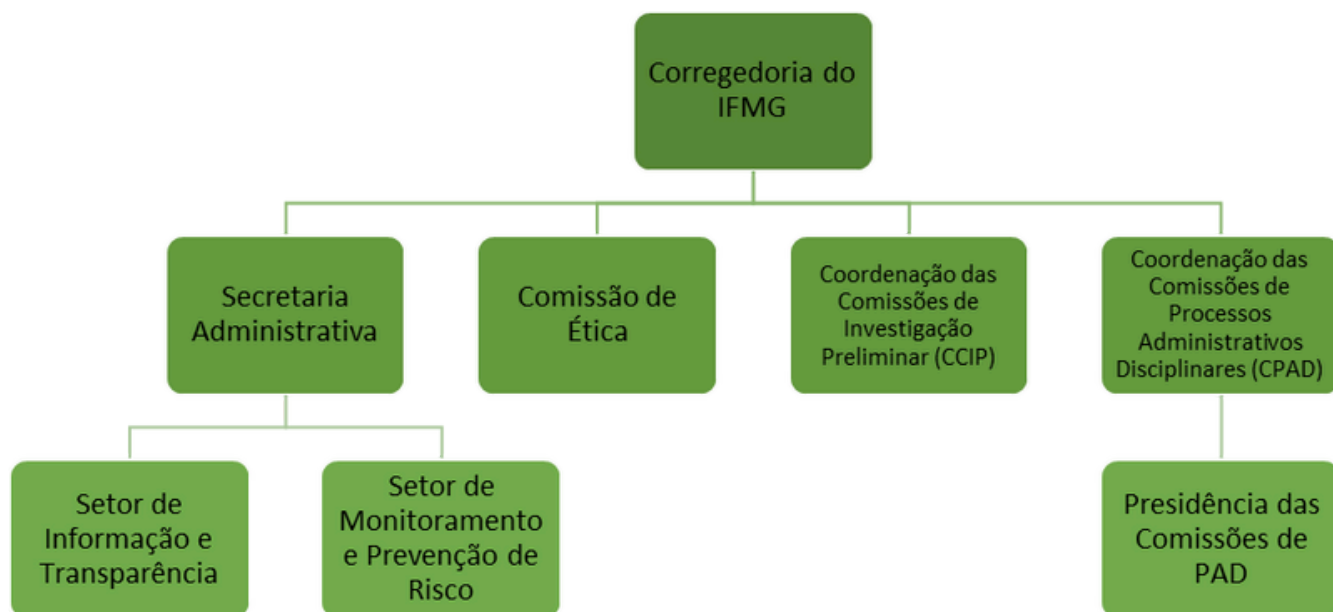 Corregedoria do
IFMG
Secretaria
Administrativa
Comissão de
Ética
Coordenação das
Comissões de
Investigação
Preliminar (CCIP)
Coordenação das
Comissões de
Processos
Administrativos
Disciplinares (CPAD)
Setor de
Informação e
Transparência
Setor de
Monitoramento
e Prevenção de
Risco
Presidência das
Comissões de
PAD